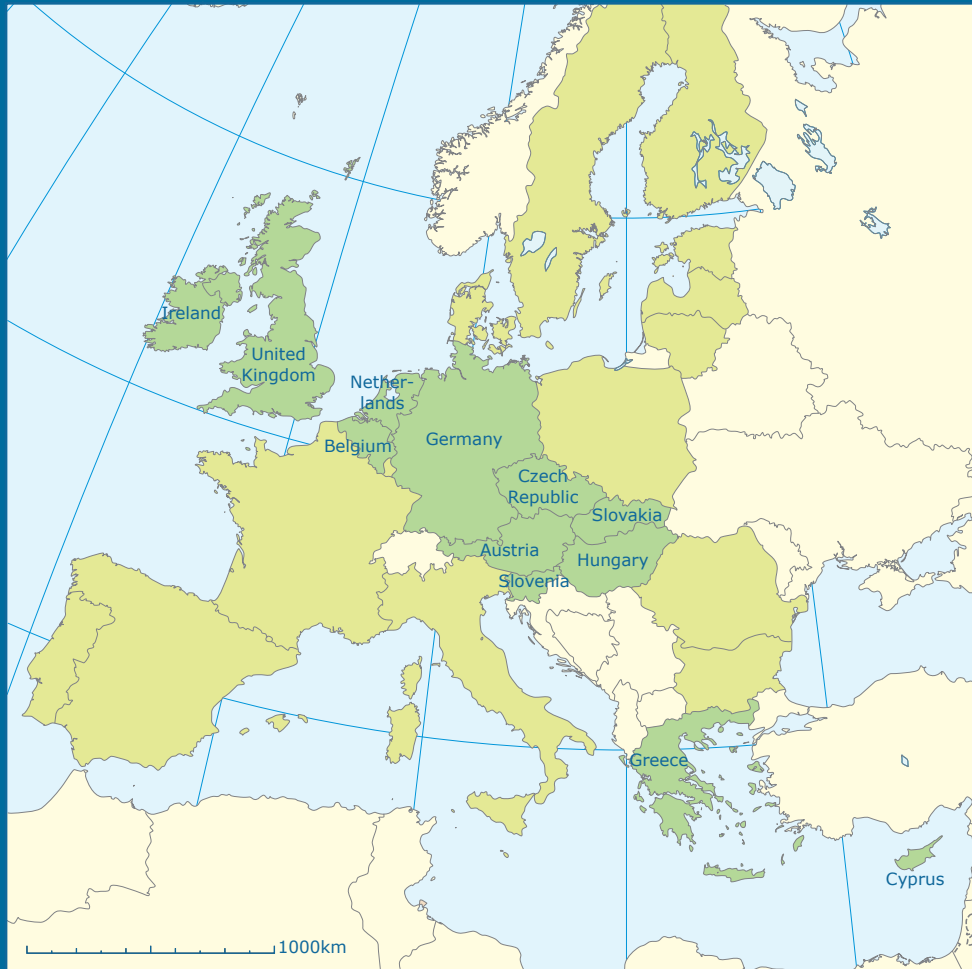 Ireland
United
Kingdom
Nether-
lands
Belgium
Germany
Czech
Republic
Slovakia
Austria
Hungary
Slovenia
Greece
Cyprus
1000km